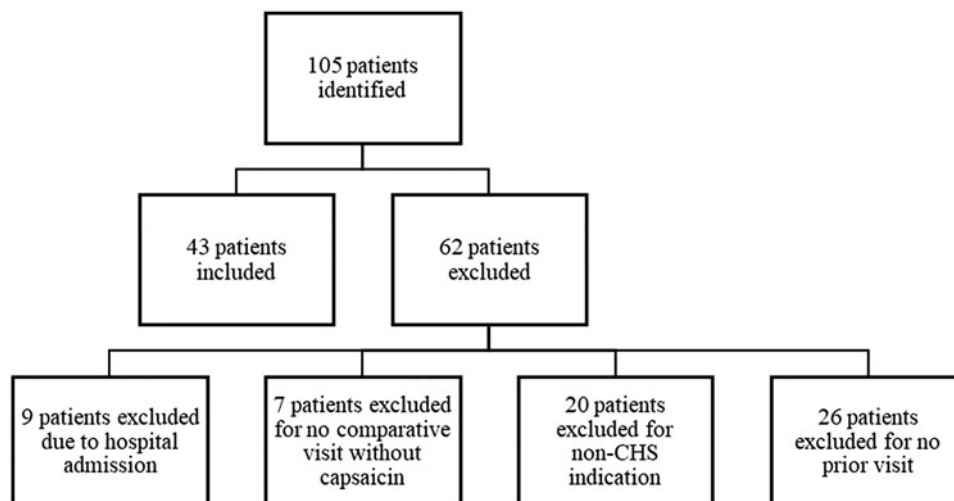 105 patients
identified
43 patients
included
62 patients
excluded
9 patients excluded
due to hospital
admission
7 patients excluded
for no comparative
visit without
capsaicin
20 patients
excluded for
non-CHS
indication
26 patients
excluded for no
prior visit